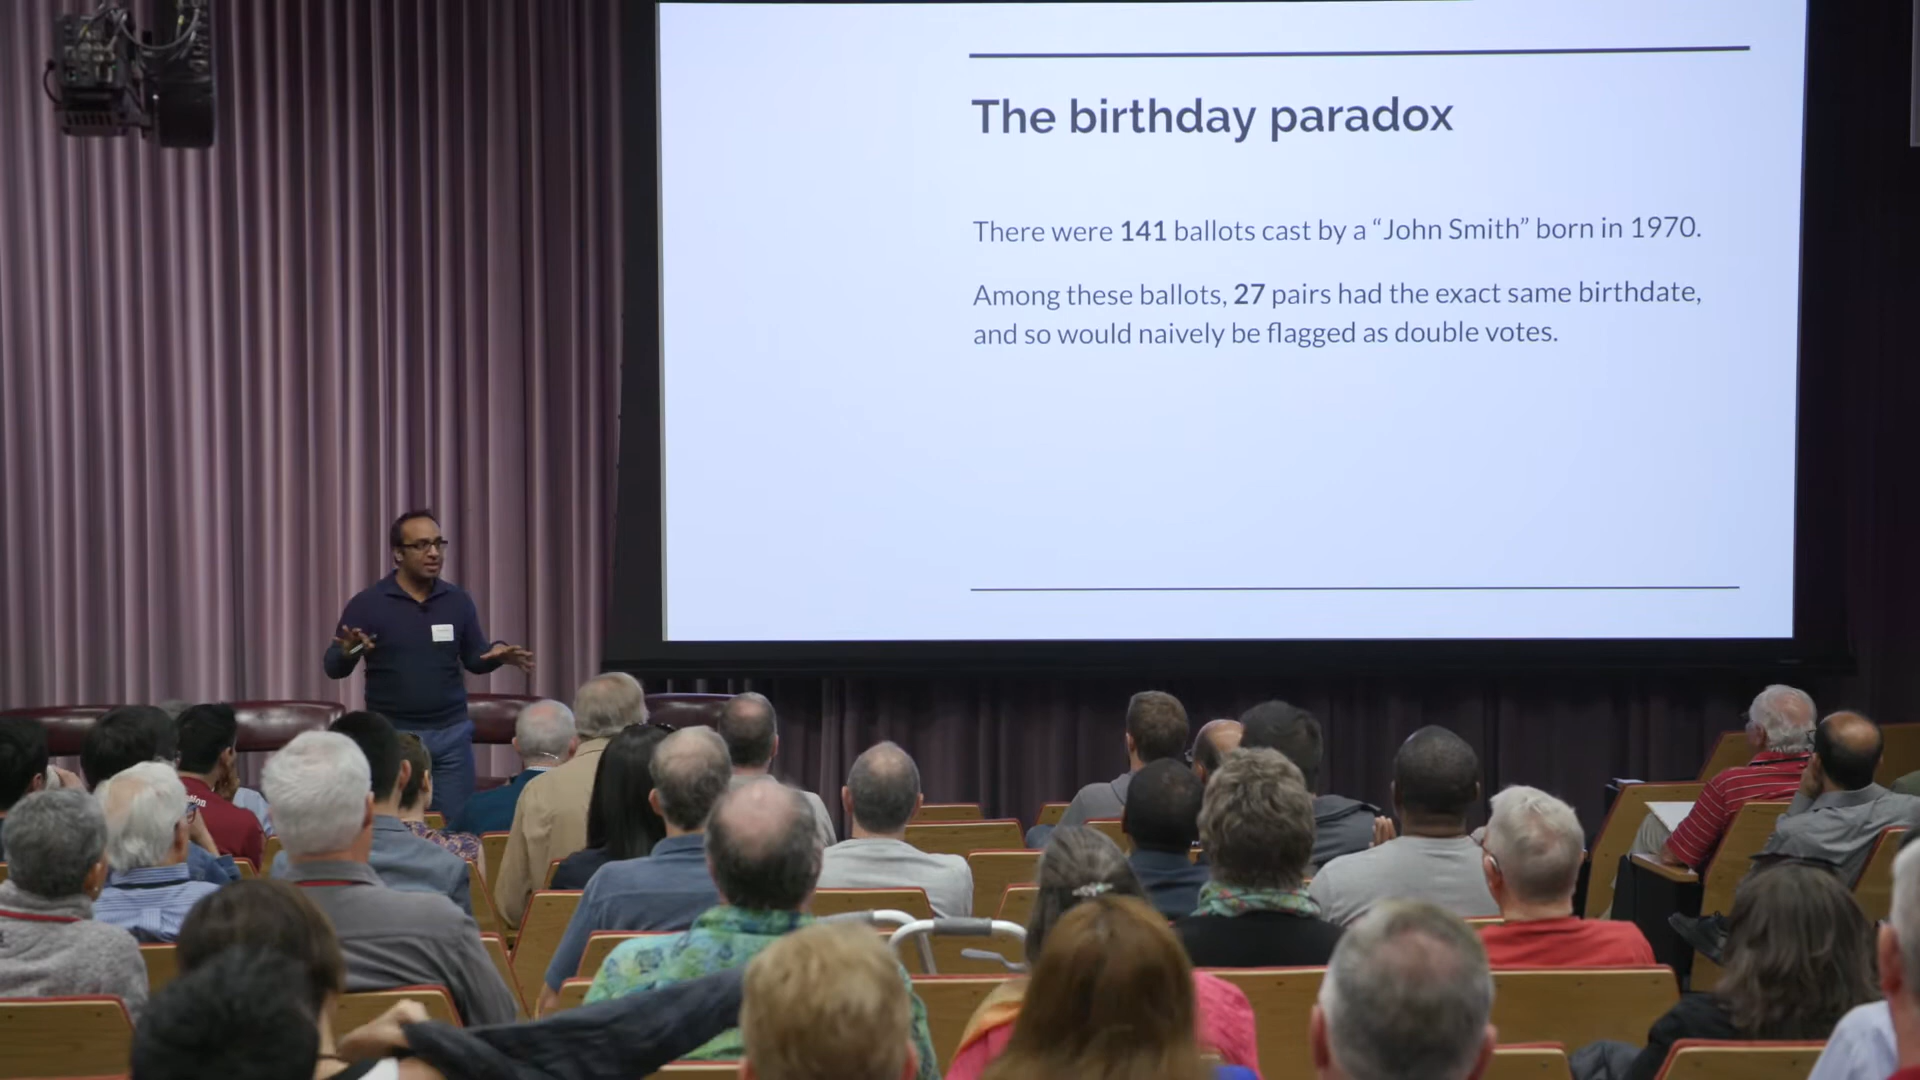 The birthday paradox
There were 141 ballots cast by a “John Smith” born in 1970.
Among these ballots, 27 pairs had the exact same birthdate,
and so would naively be flagged as double votes.